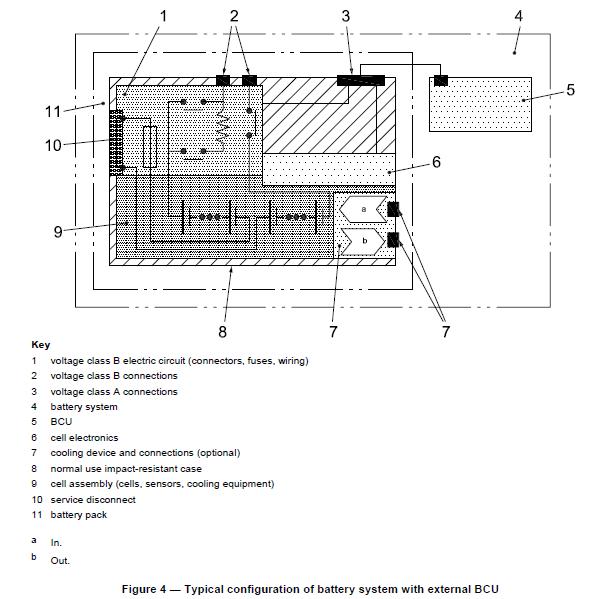 1 2 3 4
5
11
10
6
a
9
b
8 7 7
Key
1 voltage class B electric circuit (connectors, fuses, wiring)
2 voltage class B connections
3 voltage class A connections
4 battery system
5 BCU
6 cell electronics
7 cooling device and connections (optional)
8 normal use impact-resistant case
9 cell assembly (cells, sensors, cooling equipment)
10 service disconnect
11 battery pack
a In.
b Out.
Figure 4 — Typical configuration of battery system with external BCU